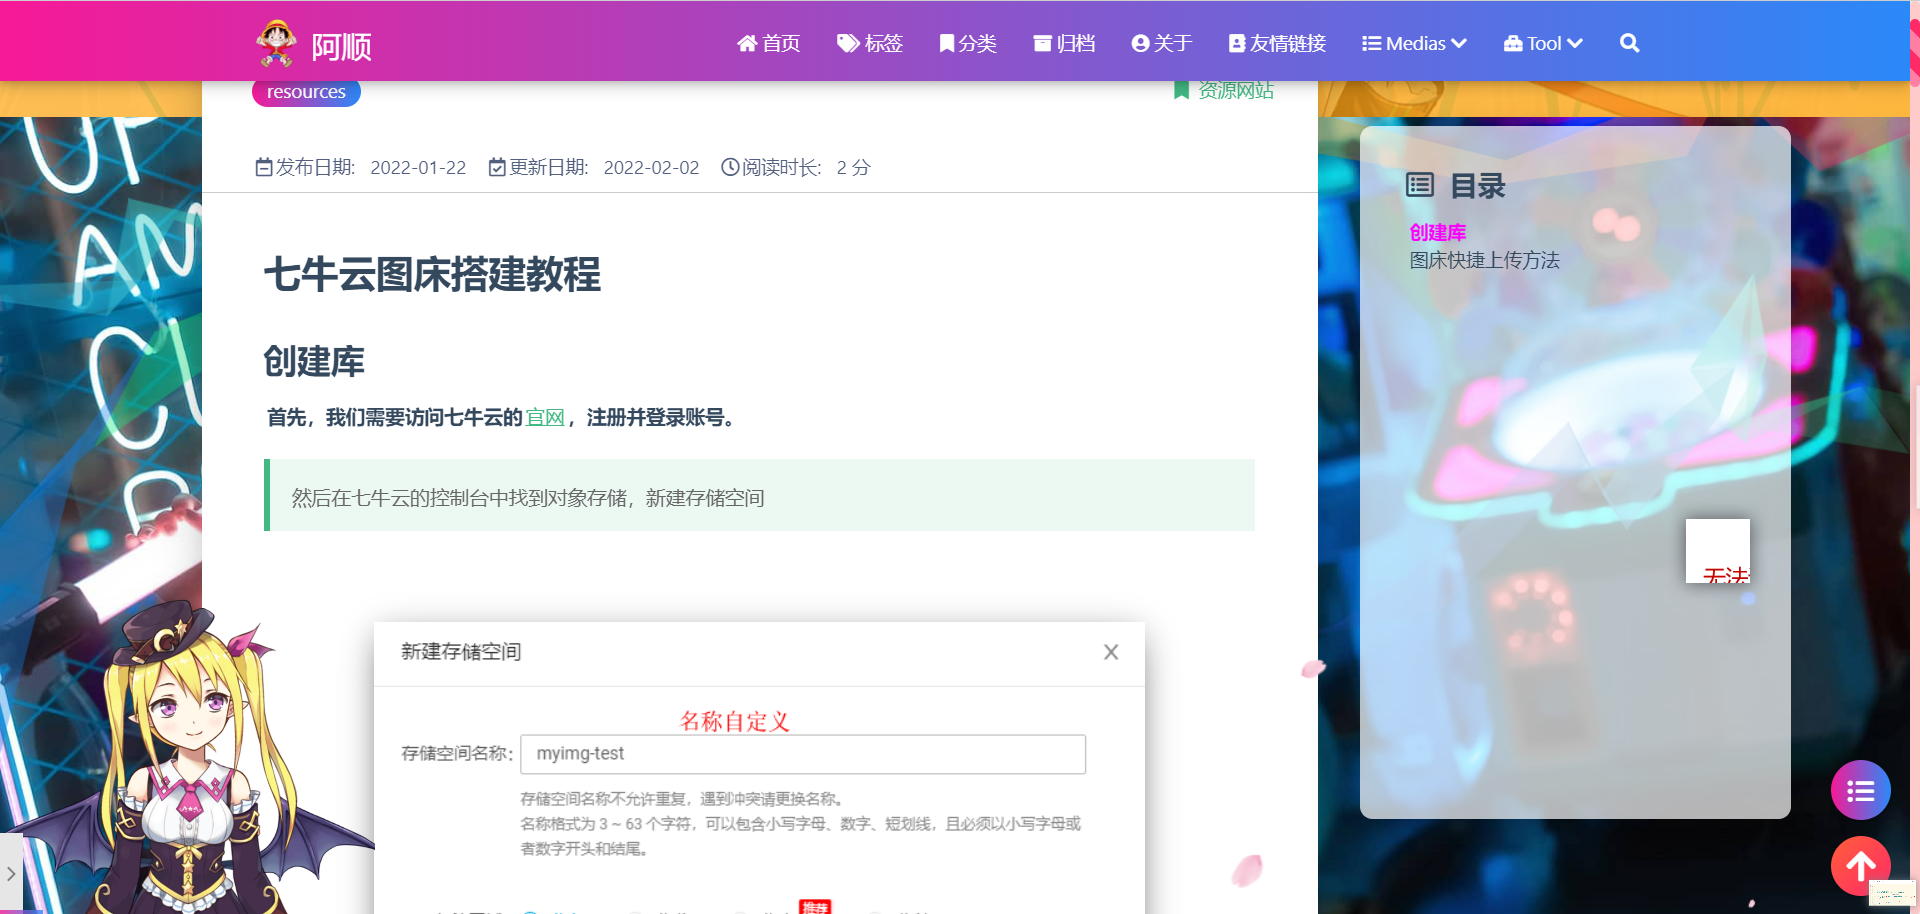 阿顺
首页
标签
分类
归档
关于
友情链接
Medias
Tool
resources
资源网站
发布日期: 2022-01-22
更新日期: 2022-02-02
阅读时长: 2 分
七牛云图床搭建教程
创建库
首先，我们需要访问七牛云的官网，注册并登录账号。
然后在七牛云的控制台中找到对象存储，新建存储空间
新建存储空间
名称自定义
存储空间名称：
myimg-test
存储空间名称不允许重复，遇到冲突请更换名称。
名称格式为 3 ~ 63 个字符，可以包含小写字母、数字、短划线，且必须以小写字母或
者数字开头和结尾。
推荐
目录
创建库
图床快捷上传方法
无法